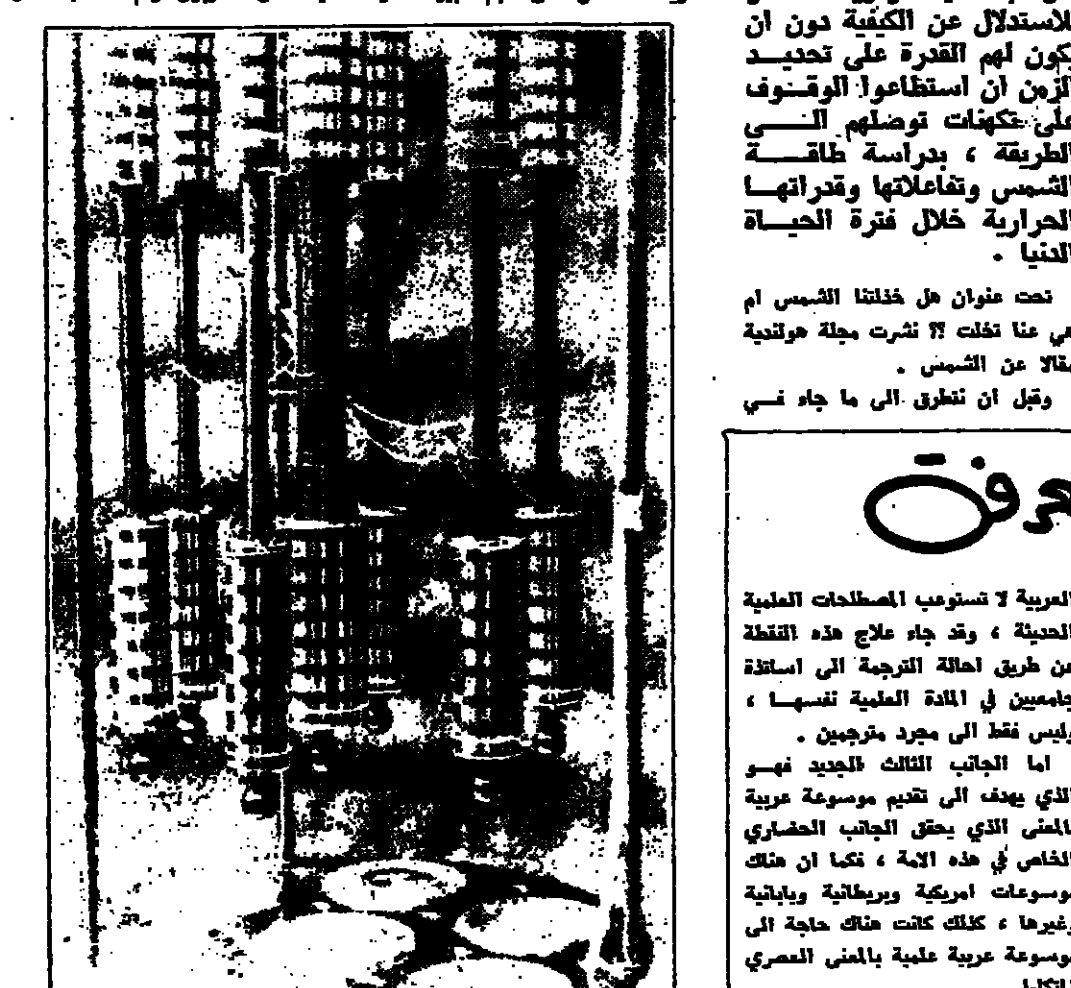 للاستدلال عن الكيفية دون ان
يكون لهم القدرة على تحديد
الزمن ان استطاعوا الوقوف
على تكهنات توصلهم الى
الطريقة ، بدراسة طاقة
الشمس وتفاعلاتها وقدراتها
الحرارية خلال فترة الحياة
الدنيا .
تحت عنوان هل خذلتنا الشمس ام
هي عنا تخلت ؟؟ نشرت مجلة هولندية
مقالا عن الشمس .
وقبل ان نتطرق الى ما جاء في
العربية لا تستوعب المصطلحات العلمية
الحديثة ، وقد جاء علاج هذه النقطة
عن طريق احالة الترجمة الى اساتذة
جامعيين في المادة العلمية نفسها ،
وليس فقط الى مجرد مترجمين .
اما الجانب الثالث الجديد فهو
الذي يهدف الى تقديم موسوعة عربية
بالمعنى الذي يحقق الجانب الحضاري
الخاص في هذه الامة ، فكما ان هناك
موسوعات امريكية وبريطانية ويابانية
وغيرها ، كذلك كانت هناك حاجة الى
موسوعة عربية علمية بالمعنى العصري